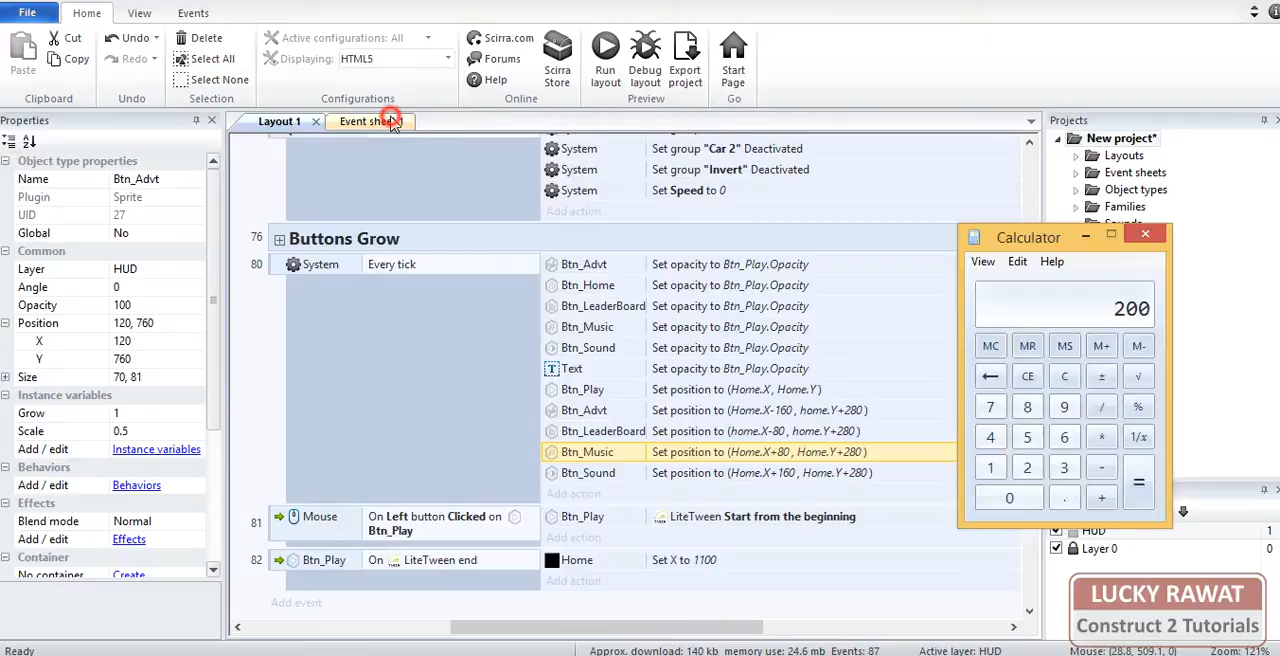 File Home View Events
Cut Copy Paste Clipboard
Undo Redo Undo
Delete Select All Select None Selection
Active configurations: All
Displaying: HTML5
Configurations
Scirra.com Forums Help Scirra Store Online
Run layout Debug layout Export project Preview
Start Page Go
Properties
Layout 1 Event she
Projects
Object type properties
Name Btn_Advt
Plugin Sprite
UID 27
Global No
Common
Layer HUD
Angle 0
Opacity 100
Position 120, 760
X 120
Y 760
Size 70, 81
Instance variables
Grow 1
Scale 0.5
Add / edit Instance variables
Behaviors
Add / edit Behaviors
Effects
Blend mode Normal
Add / edit Effects
Container
No container Create
System Set group "Car 2" Deactivated
System Set group "Invert" Deactivated
System Set Speed to 0
Add action
76 Buttons Grow
80 System Every tick
Btn_Advt Set opacity to Btn_Play.Opacity
Btn_Home Set opacity to Btn_Play.Opacity
Btn_LeaderBoard Set opacity to Btn_Play.Opacity
Btn_Music Set opacity to Btn_Play.Opacity
Btn_Sound Set opacity to Btn_Play.Opacity
T Text Set opacity to Btn_Play.Opacity
Btn_Play Set position to (Home.X, Home.Y)
Btn_Advt Set position to (Home.X-160, home.Y+280)
Btn_LeaderBoard Set position to (Home.X-80, home.Y+280)
Btn_Music Set position to (Home.X+80, Home.Y+280)
Btn_Sound Set position to (Home.X+160, Home.Y+280)
Add action
81 Mouse On Left button Clicked on Btn_Play
Btn_Play LiteTween Start from the beginning
Add action
82 Btn_Play On LiteTween end
Home Set X to 1100
Add action
Add event
New project*
Layouts
Event sheets
Object types
Families
Calculator
View Edit Help
200
MC MR MS M+ M-
← CE C ± √
7 8 9 / %
4 5 6 * 1/x
1 2 3 - =
0 . +
HUD 1
Layer 0 0
LUCKY RAWAT
Construct 2 Tutorials
Ready
Approx. download: 140 kb memory use: 24.6 mb Events: 87 Active layer: HUD Mouse: (28.8, 509.1, 0) Zoom: 121%